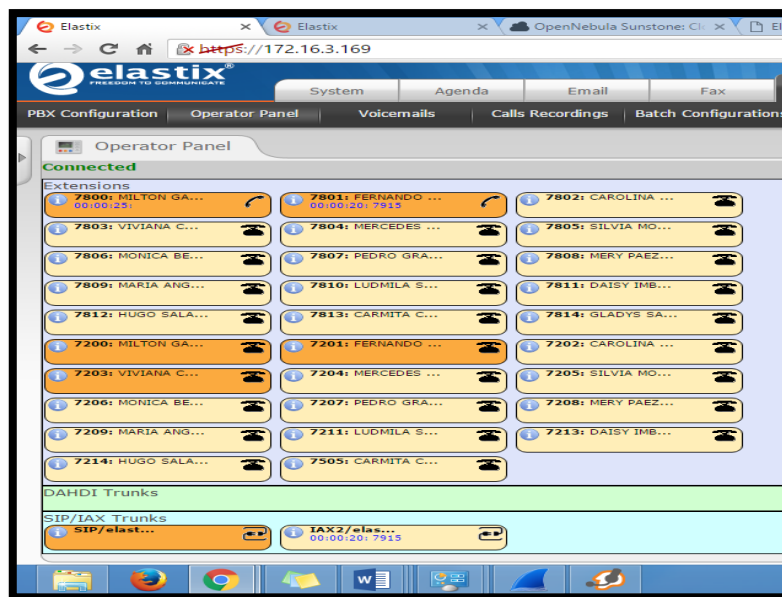 Elastix
Elastix
OpenNebula Sunstone: Cl
El
https://172.16.3.169
elastix®
FREEDOM TO COMMUNICATE
System Agenda Email Fax
PBX Configuration Operator Panel Voicemails Calls Recordings Batch Configurations
Operator Panel
Connected
Extensions
7800: MILTON GA... 7801: FERNANDO ... 7802: CAROLINA ...
00:00:25: 00:00:20: 7915
7803: VIVIANA C... 7804: MERCEDES ... 7805: SILVIA MO...
7806: MONICA BE... 7807: PEDRO GRA... 7808: MERY PAEZ...
7809: MARIA ANG... 7810: LUDMILA S... 7811: DAISY IMB...
7812: HUGO SALA... 7813: CARMITA C... 7814: GLADYS SA...
7200: MILTON GA... 7201: FERNANDO ... 7202: CAROLINA ...
7203: VIVIANA C... 7204: MERCEDES ... 7205: SILVIA MO...
7206: MONICA BE... 7207: PEDRO GRA... 7208: MERY PAEZ...
7209: MARIA ANG... 7211: LUDMILA S... 7213: DAISY IMB...
7214: HUGO SALA... 7505: CARMITA C...
DAHDI Trunks
SIP/IAX Trunks
SIP/elast... IAX2/elas...
00:00:20: 7915